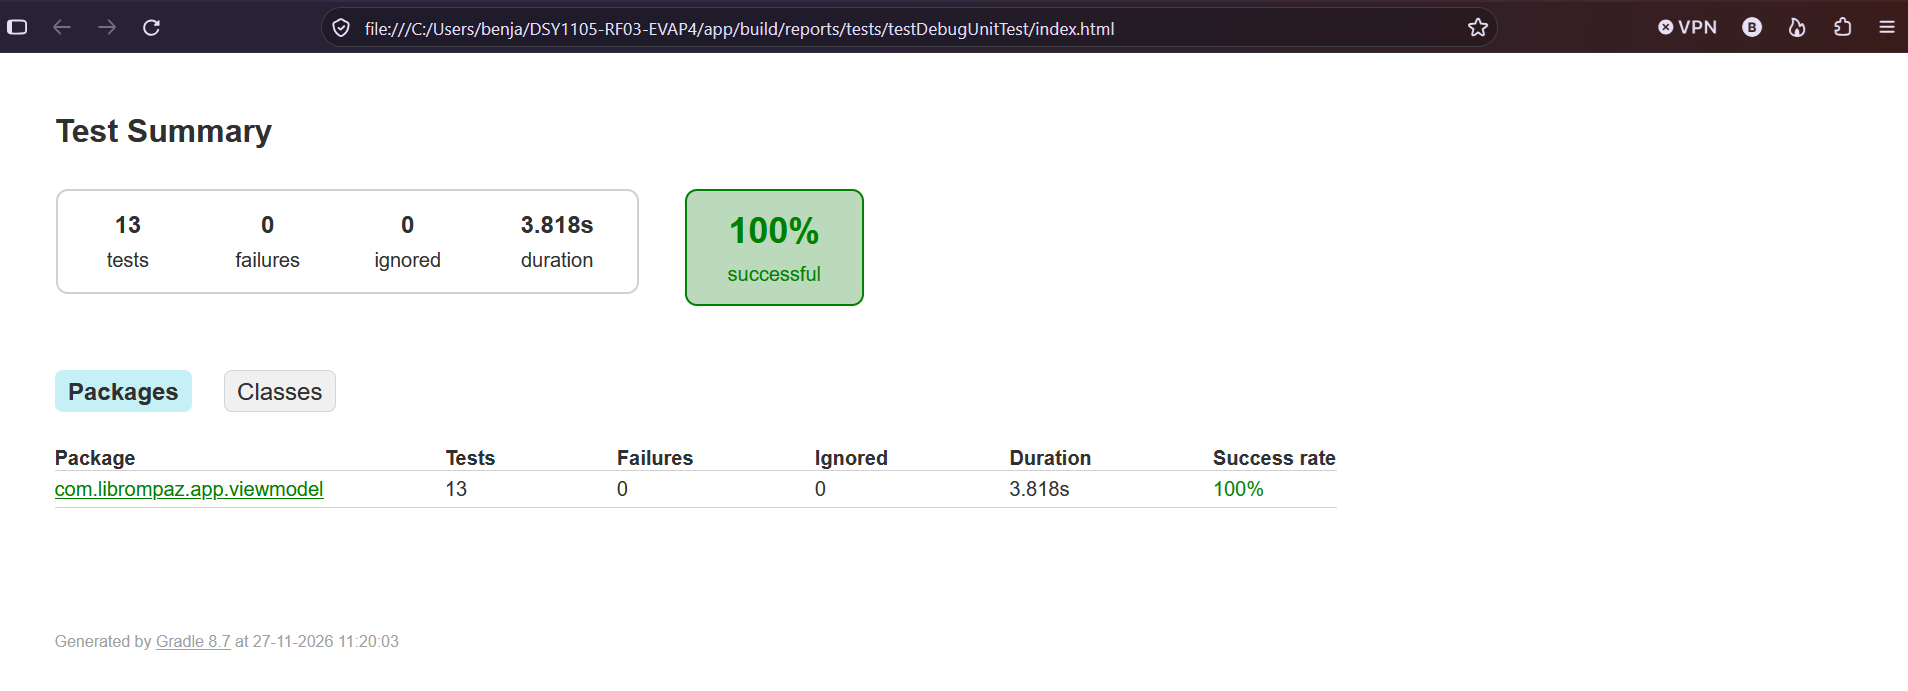 file:///C:/Users/benja/DSY1105-RF03-EVAP4/app/build/reports/tests/testDebugUnitTest/index.html
VPN
B
Test Summary
13 0 0 3.818s
tests failures ignored duration
100%
successful
Packages Classes
Package Tests Failures Ignored Duration Success rate
com.librompaz.app.viewmodel 13 0 0 3.818s 100%
Generated by Gradle 8.7 at 27-11-2026 11:20:03